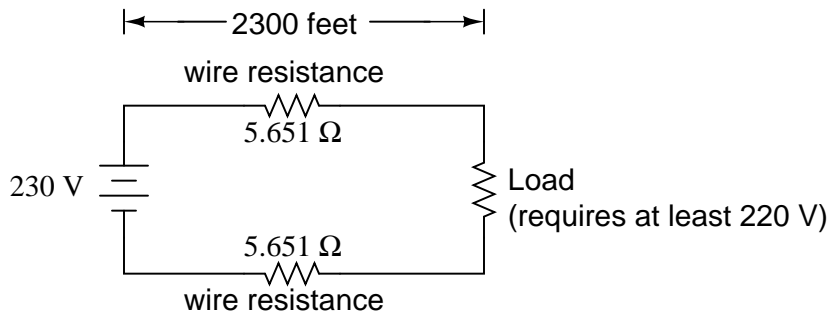 2300 feet
wire resistance
5.651 Ω
230 V
Load
(requires at least 220 V)
5.651 Ω
wire resistance